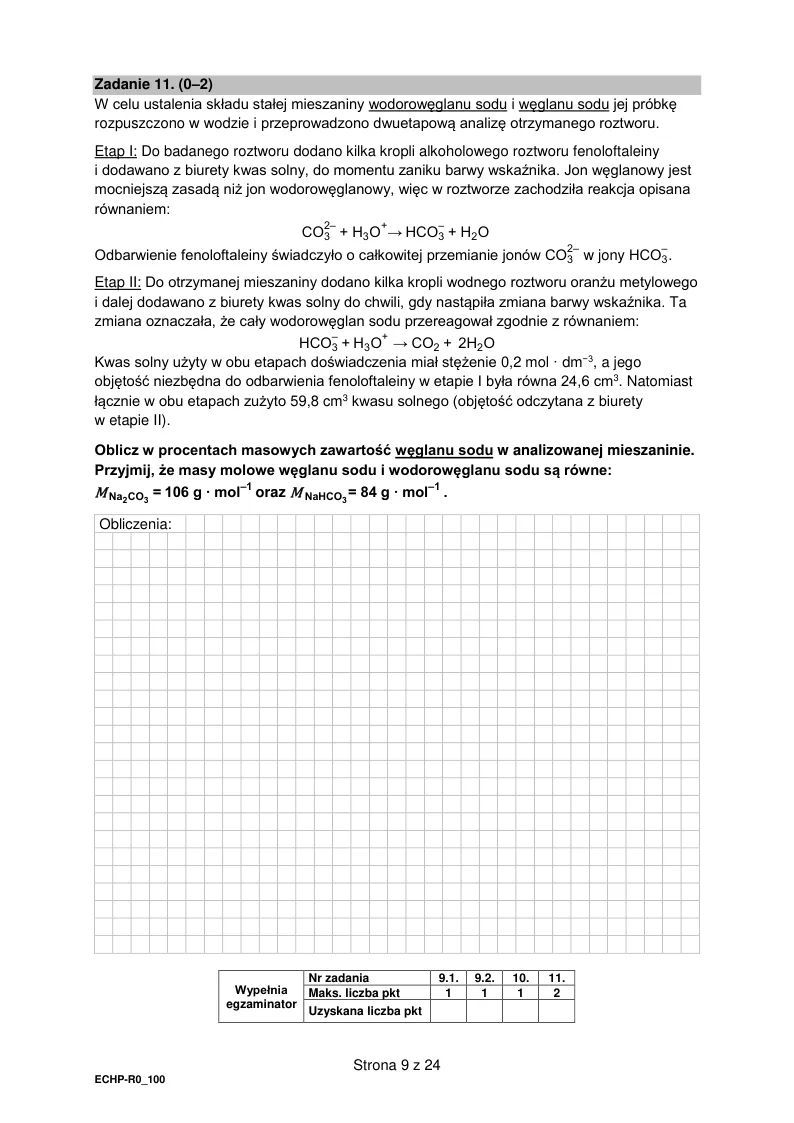 Zadanie 11. (0–2)
W celu ustalenia składu stałej mieszaniny wodorowęglanu sodu i węglanu sodu jej próbkę
rozpuszczono w wodzie i przeprowadzono dwuetapową analizę otrzymanego roztworu.
Etap I: Do badanego roztworu dodano kilka kropli alkoholowego roztworu fenoloftaleiny
i dodawano z biurety kwas solny, do momentu zaniku barwy wskaźnika. Jon węglanowy jest
mocniejszą zasadą niż jon wodorowęglanowy, więc w roztworze zachodziła reakcja opisana
równaniem:
CO₃²⁻ + H₃O⁺ → HCO₃⁻ + H₂O
Odbarwienie fenoloftaleiny świadczyło o całkowitej przemianie jonów CO₃²⁻ w jony HCO₃⁻.
Etap II: Do otrzymanej mieszaniny dodano kilka kropli wodnego roztworu oranżu metylowego
i dalej dodawano z biurety kwas solny do chwili, gdy nastąpiła zmiana barwy wskaźnika. Ta
zmiana oznaczała, że cały wodorowęglan sodu przereagował zgodnie z równaniem:
HCO₃⁻ + H₃O⁺ → CO₂ + 2H₂O
Kwas solny użyty w obu etapach doświadczenia miał stężenie 0,2 mol · dm⁻³, a jego
objętość niezbędna do odbarwienia fenoloftaleiny w etapie I była równa 24,6 cm³. Natomiast
łącznie w obu etapach zużyto 59,8 cm³ kwasu solnego (objętość odczytana z biurety
w etapie II).
Oblicz w procentach masowych zawartość węglanu sodu w analizowanej mieszaninie.
Przyjmij, że masy molowe węglanu sodu i wodorowęglanu sodu są równe:
M Na₂CO₃ = 106 g · mol⁻¹ oraz M NaHCO₃ = 84 g · mol⁻¹ .
Obliczenia:
Wypełnia egzaminator
Nr zadania 9.1. 9.2. 10. 11.
Maks. liczba pkt 1 1 1 2
Uzyskana liczba pkt
Strona 9 z 24
ECHP-R0_100